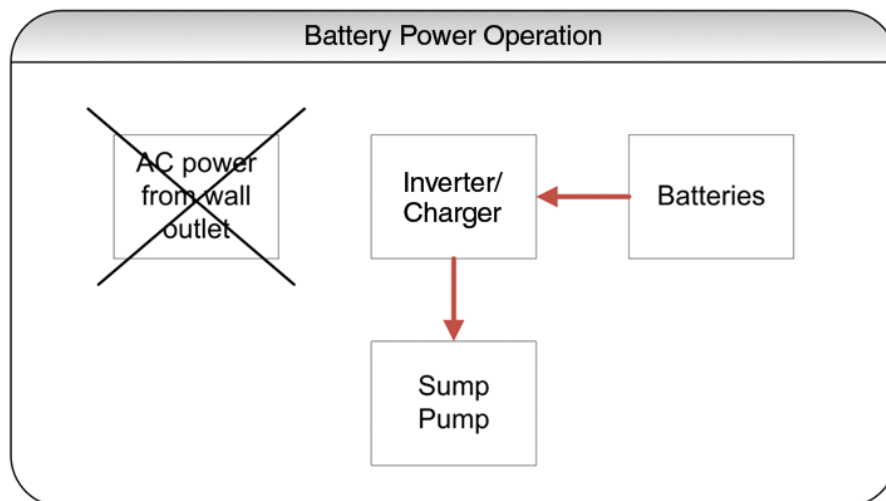 Battery Power Operation
AC power
from wall
outlet
Inverter/
Charger
Batteries
Sump
Pump